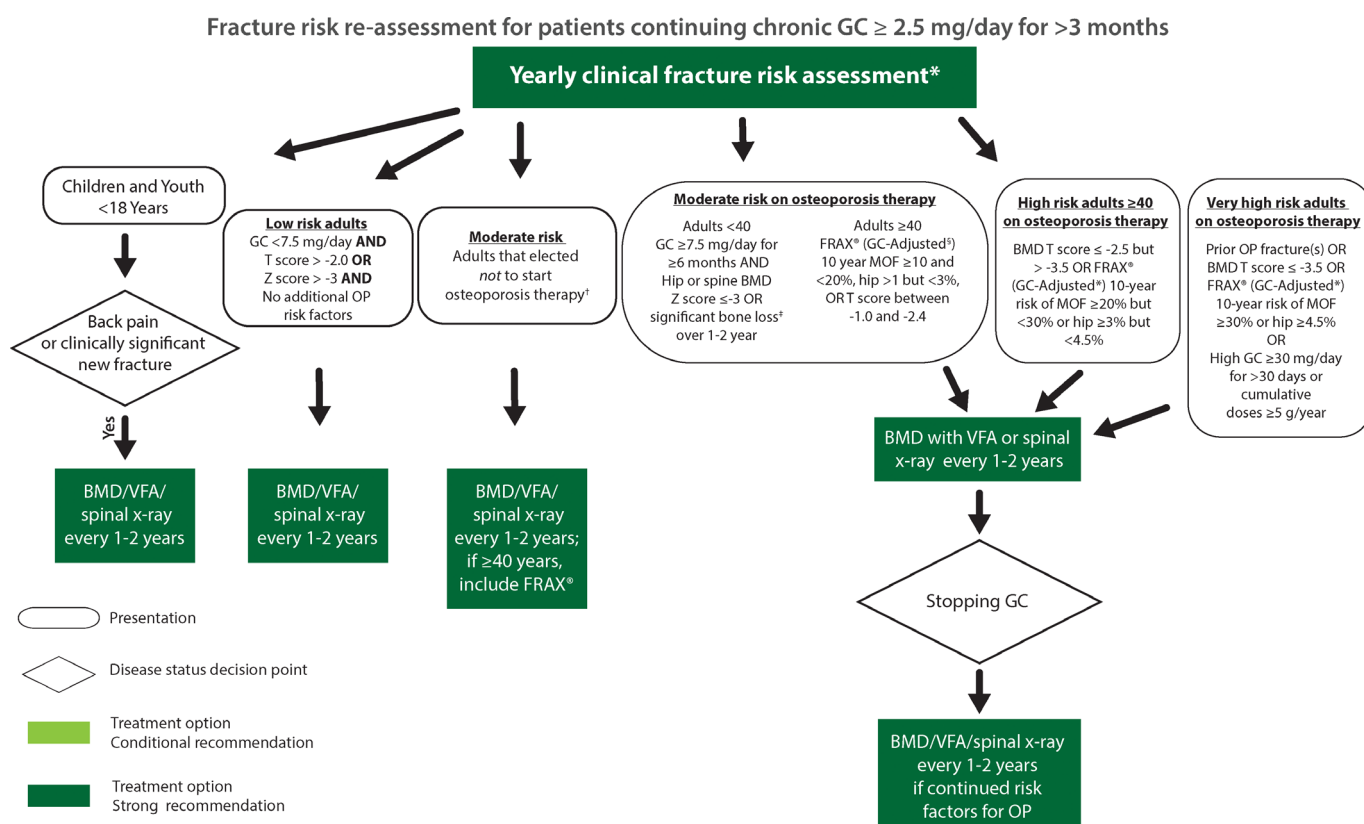 Fracture risk re-assessment for patients continuing chronic GC ≥ 2.5 mg/day for >3 months
Yearly clinical fracture risk assessment*
Children and Youth
<18 Years
Back pain
or clinically significant
new fracture
Yes
BMD/VFA/
spinal x-ray
every 1-2 years
Low risk adults
GC <7.5 mg/day AND
T score > -2.0 OR
Z score > -3 AND
No additional OP
risk factors
BMD/VFA/
spinal x-ray
every 1-2 years
Moderate risk
Adults that elected
not to start
osteoporosis therapy†
BMD/VFA/
spinal x-ray
every 1-2 years;
if ≥40 years,
include FRAX®
Moderate risk on osteoporosis therapy
Adults <40
GC ≥7.5 mg/day for
≥6 months AND
Hip or spine BMD
Z score ≤-3 OR
significant bone loss‡
over 1-2 year
Adults ≥40
FRAX® (GC-Adjusted§)
10 year MOF ≥10 and
<20%, hip >1 but <3%,
OR T score between
-1.0 and -2.4
High risk adults ≥40
on osteoporosis therapy
BMD T score ≤ -2.5 but
> -3.5 OR FRAX®
(GC-Adjusted*) 10-year
risk of MOF ≥20% but
<30% or hip ≥3% but
<4.5%
Very high risk adults
on osteoporosis therapy
Prior OP fracture(s) OR
BMD T score ≤ -3.5 OR
FRAX® (GC-Adjusted*)
10-year risk of MOF
≥30% or hip ≥4.5%
OR
High GC ≥30 mg/day
for >30 days or
cumulative
doses ≥5 g/year
BMD with VFA or spinal
x-ray every 1-2 years
Stopping GC
BMD/VFA/spinal x-ray
every 1-2 years
if continued risk
factors for OP
Presentation
Disease status decision point
Treatment option
Conditional recommendation
Treatment option
Strong recommendation